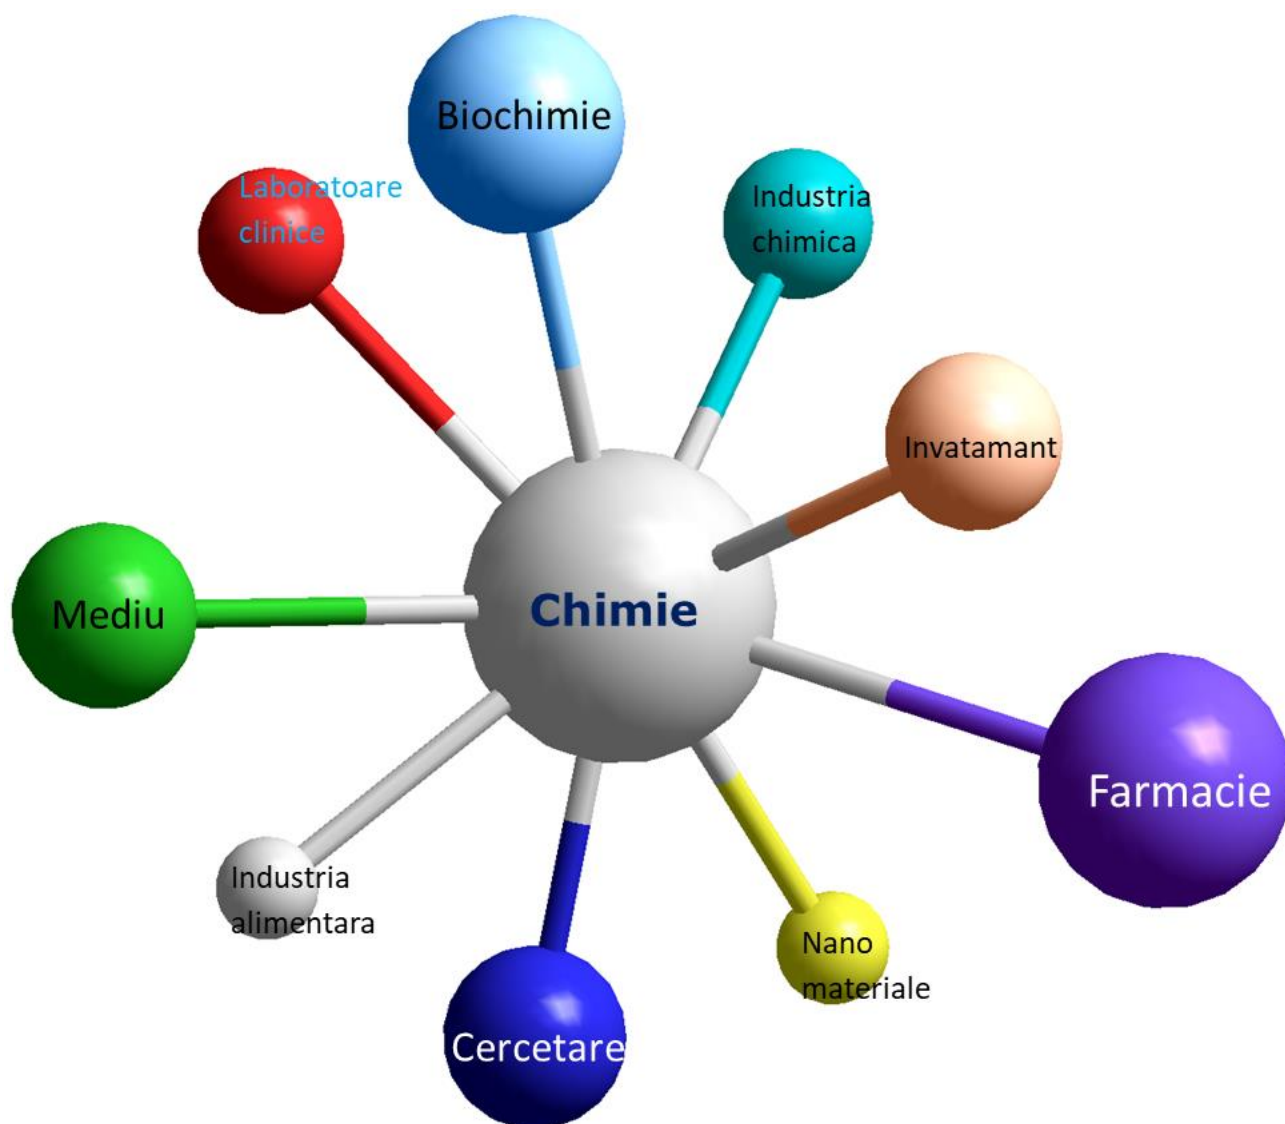 Biochimie
Laboratoare
clinice
Industria
chimica
Invatamant
Chimie
Mediu
Farmacie
Industria
alimentara
Nano
materiale
Cercetare